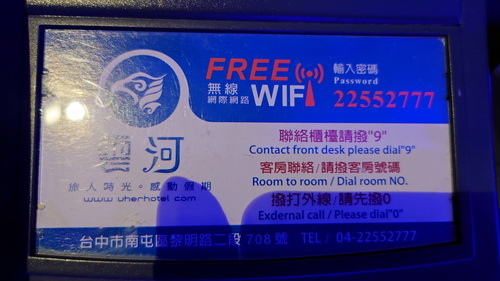 FREE
無線
網際網路 WiFi
輸入密碼
Password
22552777
河
旅人時光。感動假期
www.vherhotel.com
聯絡櫃檯請撥"9"
Contact front desk please dial"9"
客房聯絡/請撥客房號碼
Room to room / Dial room NO.
撥打外線/請先撥0
Exdernal call / Please dial"0"
台中市南屯區黎明路二段 708 號 TEL / 04-22552777